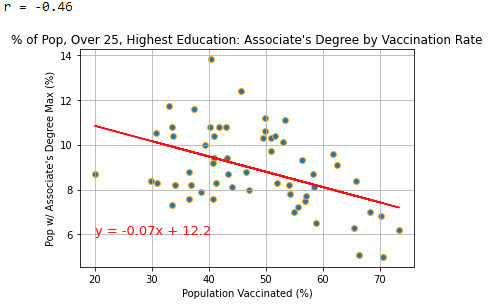 r = -0.46
% of Pop, Over 25, Highest Education: Associate's Degree by Vaccination Rate
14
12
10
8
6
Pop w/ Associate's Degree Max (%)
y = -0.07x + 12.2
20 30 40 50 60 70
Population Vaccinated (%)